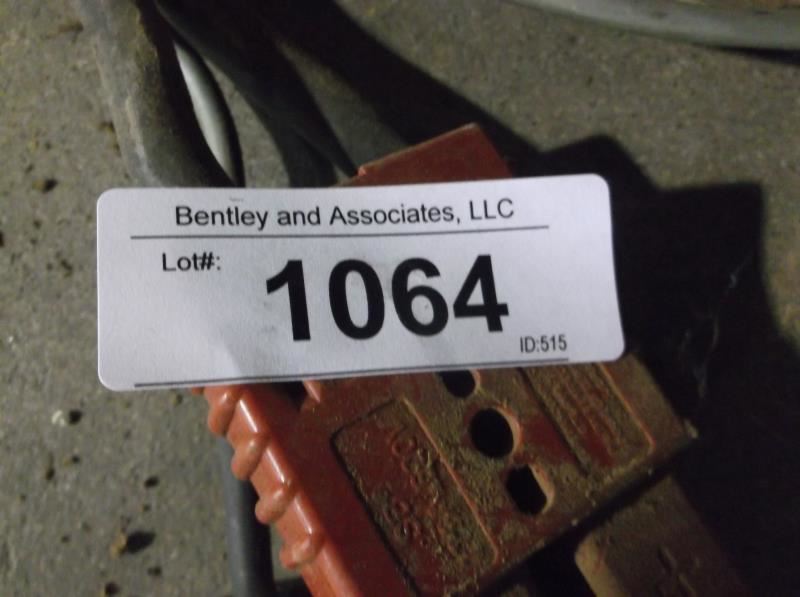 Bentley and Associates, LLC
Lot#:
1064
ID:515